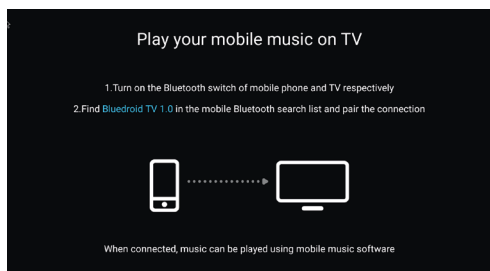 Play your mobile music on TV
1.Turn on the Bluetooth switch of mobile phone and TV respectively
2.Find Bluedroid TV 1.0 in the mobile Bluetooth search list and pair the connection
When connected, music can be played using mobile music software